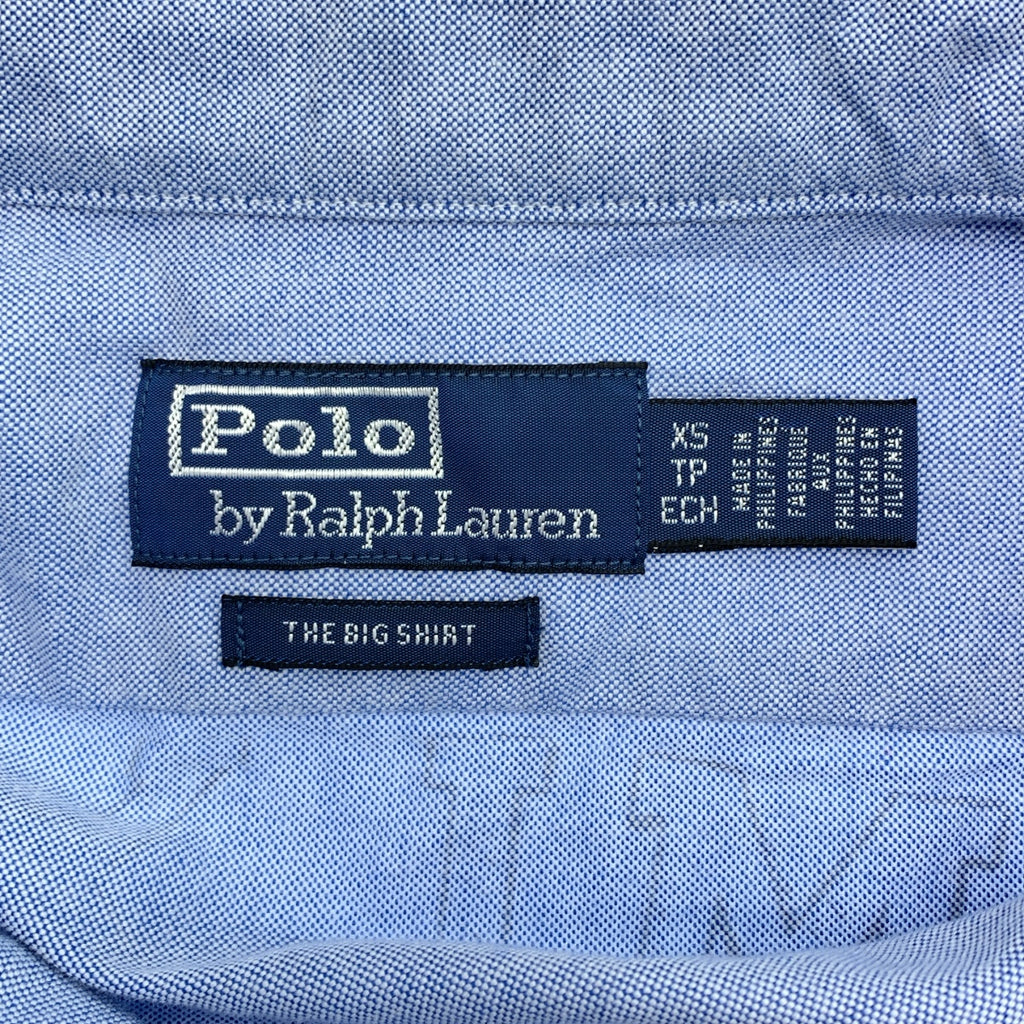 Polo
by Ralph Lauren
XS
TP
ECH
MADE IN
PHILIPPINES
FABRIQUE
AUX
PHILIPPINES
HECHO EN
FILIPINAS
THE BIG SHIRT